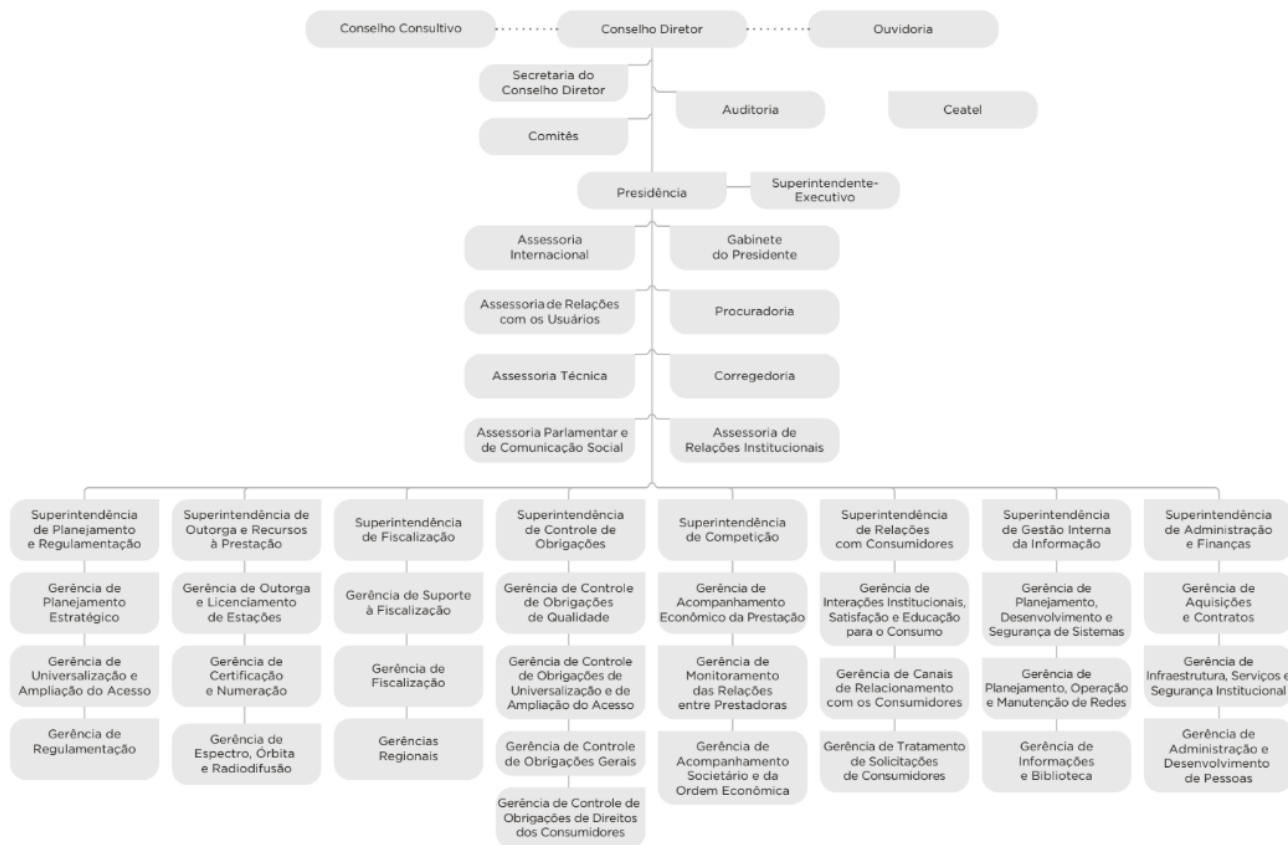 Conselho Consultivo
Conselho Diretor
Ouvidoria
Secretaria do
Conselho Diretor
Auditoria
Ceatel
Comitês
Presidência
Superintendente-
Executivo
Assessoria
Internacional
Gabinete
do Presidente
Assessoria de Relações
com os Usuários
Procuradoria
Assessoria Técnica
Corregedoria
Assessoria Parlamentar e
de Comunicação Social
Assessoria de
Relações Institucionais
Superintendência
de Planejamento
e Regulamentação
Superintendência de
Outorga e Recursos
à Prestação
Superintendência
de Fiscalização
Superintendência
de Controle de
Obrigações
Superintendência
de Competição
Superintendência
de Relações
com Consumidores
Superintendência
de Gestão Interna
da Informação
Superintendência
de Administração
e Finanças
Gerência de
Planejamento
Estratégico
Gerência de Outorga
e Licenciamento
de Estações
Gerência de Suporte
à Fiscalização
Gerência de Controle
de Obrigações
de Qualidade
Gerência de
Acompanhamento
Econômico da Prestação
Gerência de
Interações Institucionais,
Satisfação e Educação
para o Consumo
Gerência de
Planejamento,
Desenvolvimento e
Segurança de Sistemas
Gerência de
Aquisições
e Contratos
Gerência de
Universalização e
Ampliação do Acesso
Gerência de
Certificação
e Numeração
Gerência de
Fiscalização
Gerência de Controle
de Obrigações de
Universalização e de
Ampliação do Acesso
Gerência de
Monitoramento
das Relações
entre Prestadoras
Gerência de Canais
de Relacionamento
com os Consumidores
Gerência de
Planejamento, Operação
e Manutenção de Redes
Gerência de
Infraestrutura, Serviços e
Segurança Institucional
Gerência de
Regulamentação
Gerência de
Espectro, Órbita
e Radiodifusão
Gerências
Regionais
Gerência de Controle
de Obrigações Gerais
Gerência de
Acompanhamento
Societário e da
Ordem Econômica
Gerência de Tratamento
de Solicitações
de Consumidores
Gerência de
Informações
e Biblioteca
Gerência de
Administração e
Desenvolvimento
de Pessoas
Gerência de Controle de
Obrigações de Direitos
dos Consumidores